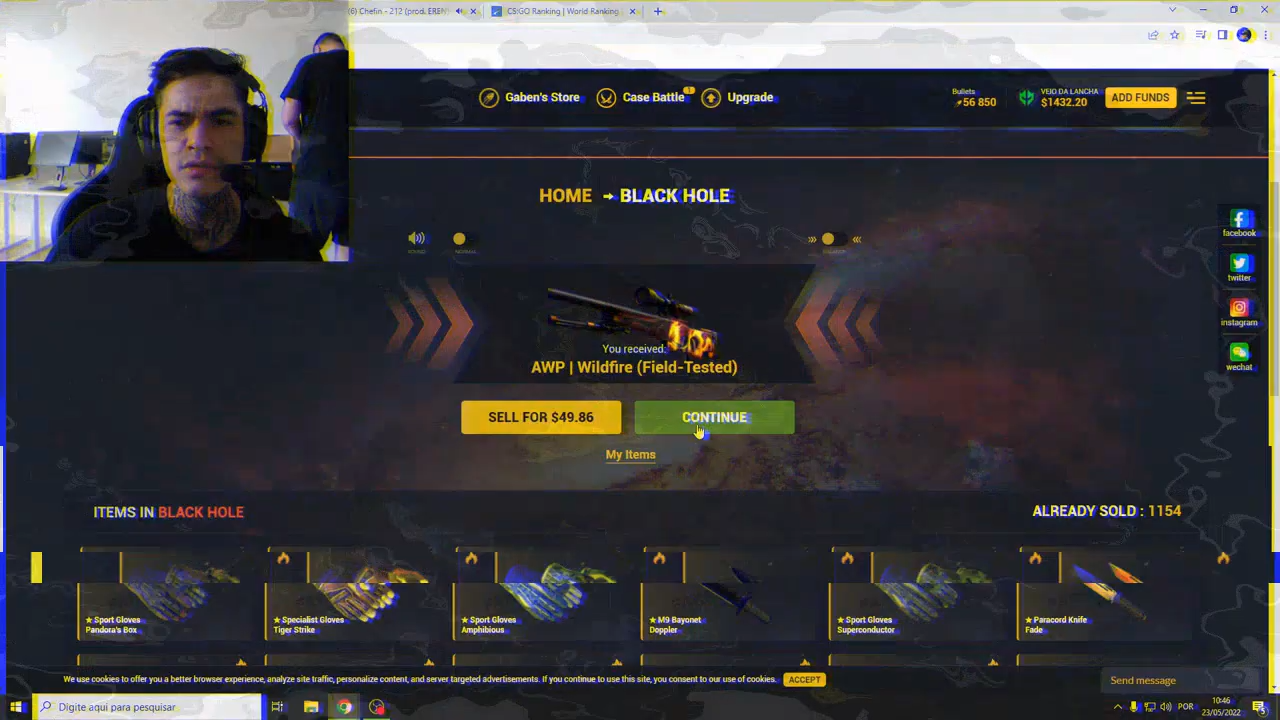 (6) Chefin - 212 (prod. EREN
CS:GO Ranking | World Ranking
Gaben's Store
Case Battle
1
Upgrade
Bullets
56 850
VEIO DA LANCHA
$1432.20
ADD FUNDS
HOME → BLACK HOLE
facebook
twitter
instagram
wechat
You received:
AWP | Wildfire (Field-Tested)
SELL FOR $49.86
CONTINUE
My Items
ITEMS IN BLACK HOLE
ALREADY SOLD : 1154
★ Sport Gloves
Pandora's Box
★ Specialist Gloves
Tiger Strike
★ Sport Gloves
Amphibious
★ M9 Bayonet
Doppler
★ Sport Gloves
Superconductor
★ Paracord Knife
Fade
We use cookies to offer you a better browser experience, analyze site traffic, personalize content, and server targeted advertisements. If you continue to use this site, you consent to our use of cookies.
ACCEPT
Send message
Digite aqui para pesquisar
POR
10:46
23/05/2022
5